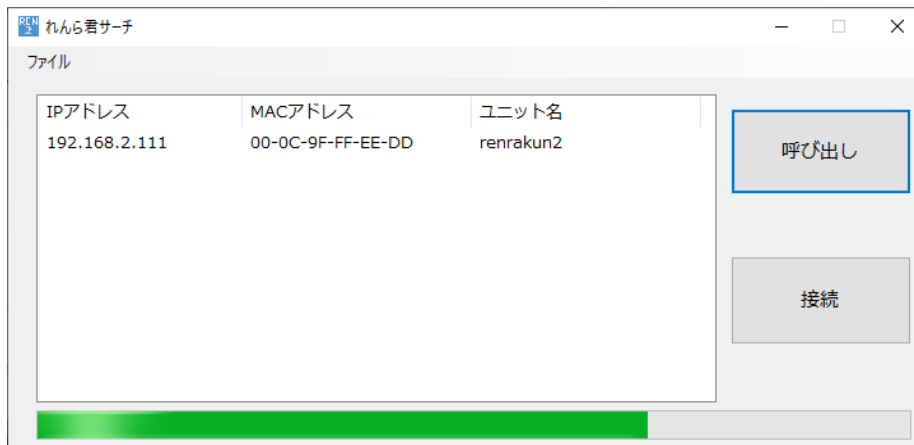 REN2 れんら君サーチ
ファイル
IPアドレス MACアドレス ユニット名
192.168.2.111 00-0C-9F-FF-EE-DD renrakun2
呼び出し
接続